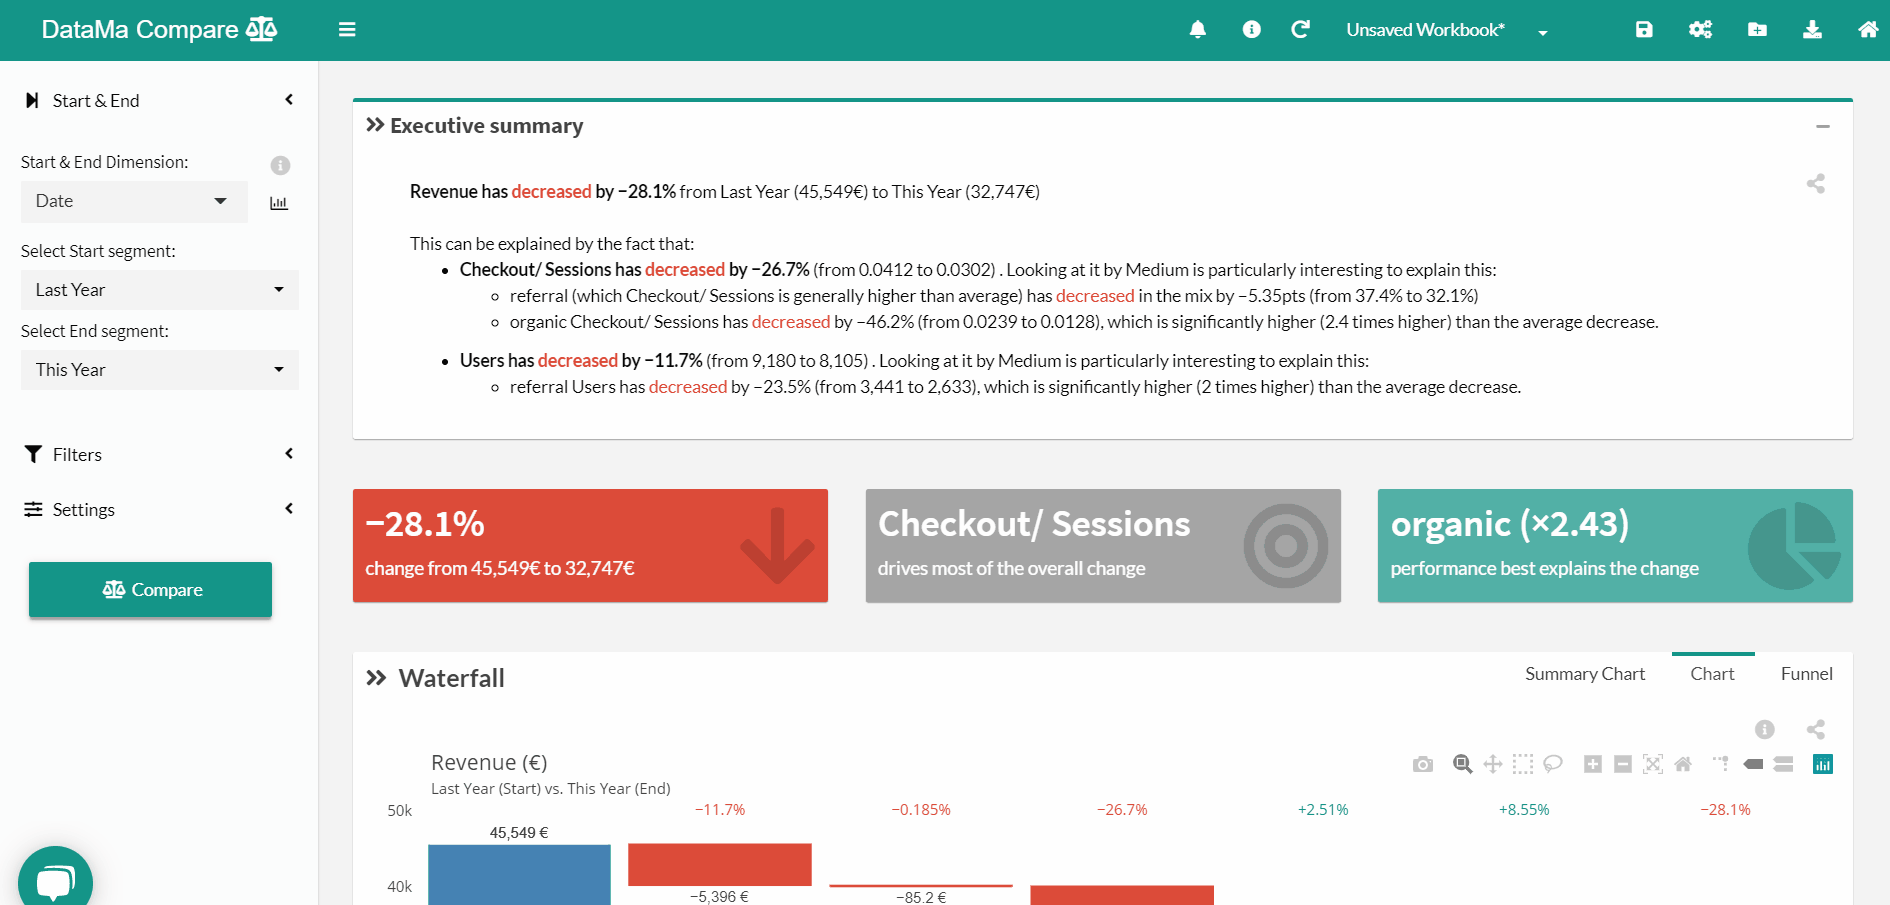 DataMa Compare
Unsaved Workbook*
Start & End
Start & End Dimension:
Date
Select Start segment:
Last Year
Select End segment:
This Year
Filters
Settings
Compare
Executive summary
Revenue has decreased by −28.1% from Last Year (45,549€) to This Year (32,747€)
This can be explained by the fact that:
Checkout/ Sessions has decreased by −26.7% (from 0.0412 to 0.0302) . Looking at it by Medium is particularly interesting to explain this:
referral (which Checkout/ Sessions is generally higher than average) has decreased in the mix by −5.35pts (from 37.4% to 32.1%)
organic Checkout/ Sessions has decreased by −46.2% (from 0.0239 to 0.0128), which is significantly higher (2.4 times higher) than the average decrease.
Users has decreased by −11.7% (from 9,180 to 8,105) . Looking at it by Medium is particularly interesting to explain this:
referral Users has decreased by −23.5% (from 3,441 to 2,633), which is significantly higher (2 times higher) than the average decrease.
−28.1%
change from 45,549€ to 32,747€
Checkout/ Sessions
drives most of the overall change
organic (×2.43)
performance best explains the change
Waterfall
Summary Chart
Chart
Funnel
Revenue (€)
Last Year (Start) vs. This Year (End)
50k
−11.7%
−0.185%
−26.7%
+2.51%
+8.55%
−28.1%
45,549 €
40k
−5,396 €
−85.2 €